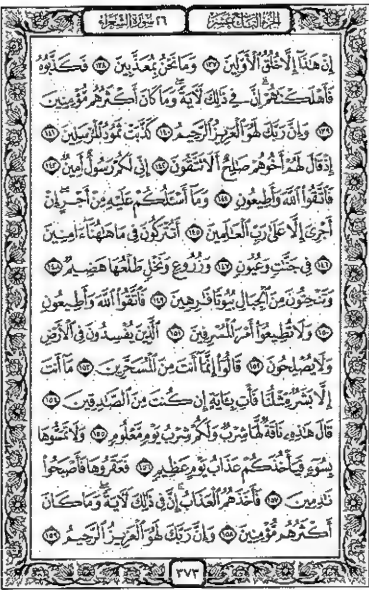 الجزء التاسع عشر
٢٦ سورة الشعراء
إِنْ هَٰذَآ إِلَّا خُلُقُ ٱلْأَوَّلِينَ ١٣٧ وَمَا نَحْنُ بِمُعَذَّبِينَ ١٣٨ فَكَذَّبُوهُ
فَأَهْلَكْنَٰهُمْ إِنَّ فِى ذَٰلِكَ لَءَايَةً وَمَا كَانَ أَكْثَرُهُم مُّؤْمِنِينَ
١٣٩ وَإِنَّ رَبَّكَ لَهُوَ ٱلْعَزِيزُ ٱلرَّحِيمُ ١٤٠ كَذَّبَتْ ثَمُودُ ٱلْمُرْسَلِينَ ١٤١
إِذْ قَالَ لَهُمْ أَخُوهُمْ صَٰلِحٌ أَلَا تَتَّقُونَ ١٤٢ إِنِّى لَكُمْ رَسُولٌ أَمِينٌ ١٤٣
فَٱتَّقُوا۟ ٱللَّهَ وَأَطِيعُونِ ١٤٤ وَمَآ أَسْـَٔلُكُمْ عَلَيْهِ مِنْ أَجْرٍ إِنْ
أَجْرِىَ إِلَّا عَلَىٰ رَبِّ ٱلْعَٰلَمِينَ ١٤٥ أَتُتْرَكُونَ فِى مَا هَٰهُنَآ ءَامِنِينَ
١٤٦ فِى جَنَّٰتٍ وَعُيُونٍ ١٤٧ وَزُرُوعٍ وَنَخْلٍ طَلْعُهَا هَضِيمٌ ١٤٨
وَتَنْحِتُونَ مِنَ ٱلْجِبَالِ بُيُوتًا فَٰرِهِينَ ١٤٩ فَٱتَّقُوا۟ ٱللَّهَ وَأَطِيعُونِ
١٥٠ وَلَا تُطِيعُوٓا۟ أَمْرَ ٱلْمُسْرِفِينَ ١٥١ ٱلَّذِينَ يُفْسِدُونَ فِى ٱلْأَرْضِ
وَلَا يُصْلِحُونَ ١٥٢ قَالُوٓا۟ إِنَّمَآ أَنتَ مِنَ ٱلْمُسَحَّرِينَ ١٥٣ مَآ أَنتَ
إِلَّا بَشَرٌ مِّثْلُنَا فَأْتِ بِـَٔايَةٍ إِن كُنتَ مِنَ ٱلصَّٰدِقِينَ ١٥٤
قَالَ هَٰذِهِۦ نَاقَةٌ لَّهَا شِرْبٌ وَلَكُمْ شِرْبُ يَوْمٍ مَّعْلُومٍ ١٥٥ وَلَا تَمَسُّوهَا
بِسُوٓءٍ فَيَأْخُذَكُمْ عَذَابُ يَوْمٍ عَظِيمٍ ١٥٦ فَعَقَرُوهَا فَأَصْبَحُوا۟
نَٰدِمِينَ ١٥٧ فَأَخَذَهُمُ ٱلْعَذَابُ إِنَّ فِى ذَٰلِكَ لَءَايَةً وَمَا كَانَ
أَكْثَرُهُم مُّؤْمِنِينَ ١٥٨ وَإِنَّ رَبَّكَ لَهُوَ ٱلْعَزِيزُ ٱلرَّحِيمُ ١٥٩
٣٧٣